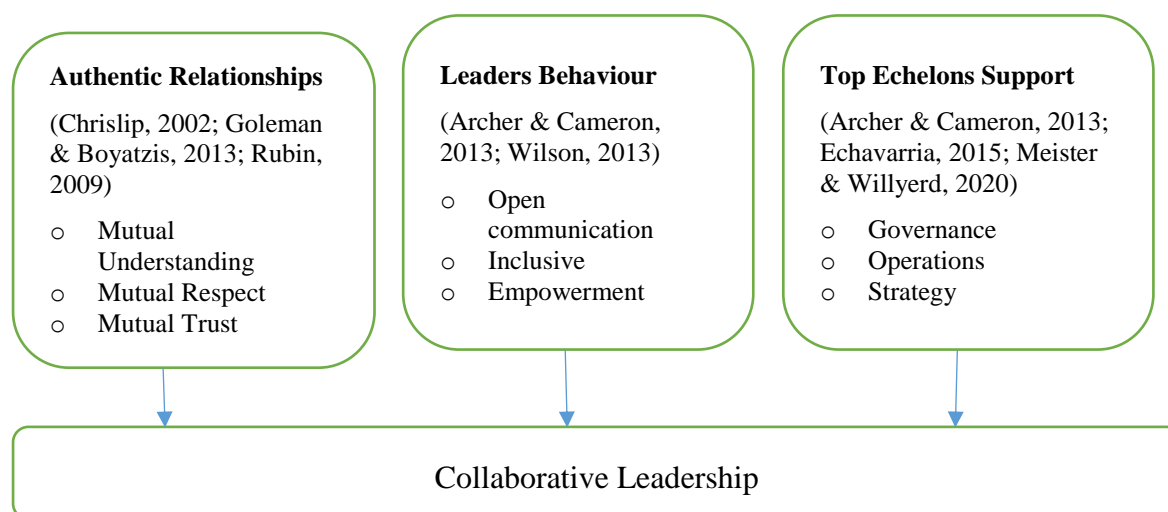 Authentic Relationships
(Chrislip, 2002; Goleman
& Boyatzis, 2013; Rubin,
2009)
o Mutual
Understanding
o Mutual Respect
o Mutual Trust
Leaders Behaviour
(Archer & Cameron,
2013; Wilson, 2013)
o Open
communication
o Inclusive
o Empowerment
Top Echelons Support
(Archer & Cameron, 2013;
Echavarria, 2015; Meister
& Willyerd, 2020)
o Governance
o Operations
o Strategy
Collaborative Leadership